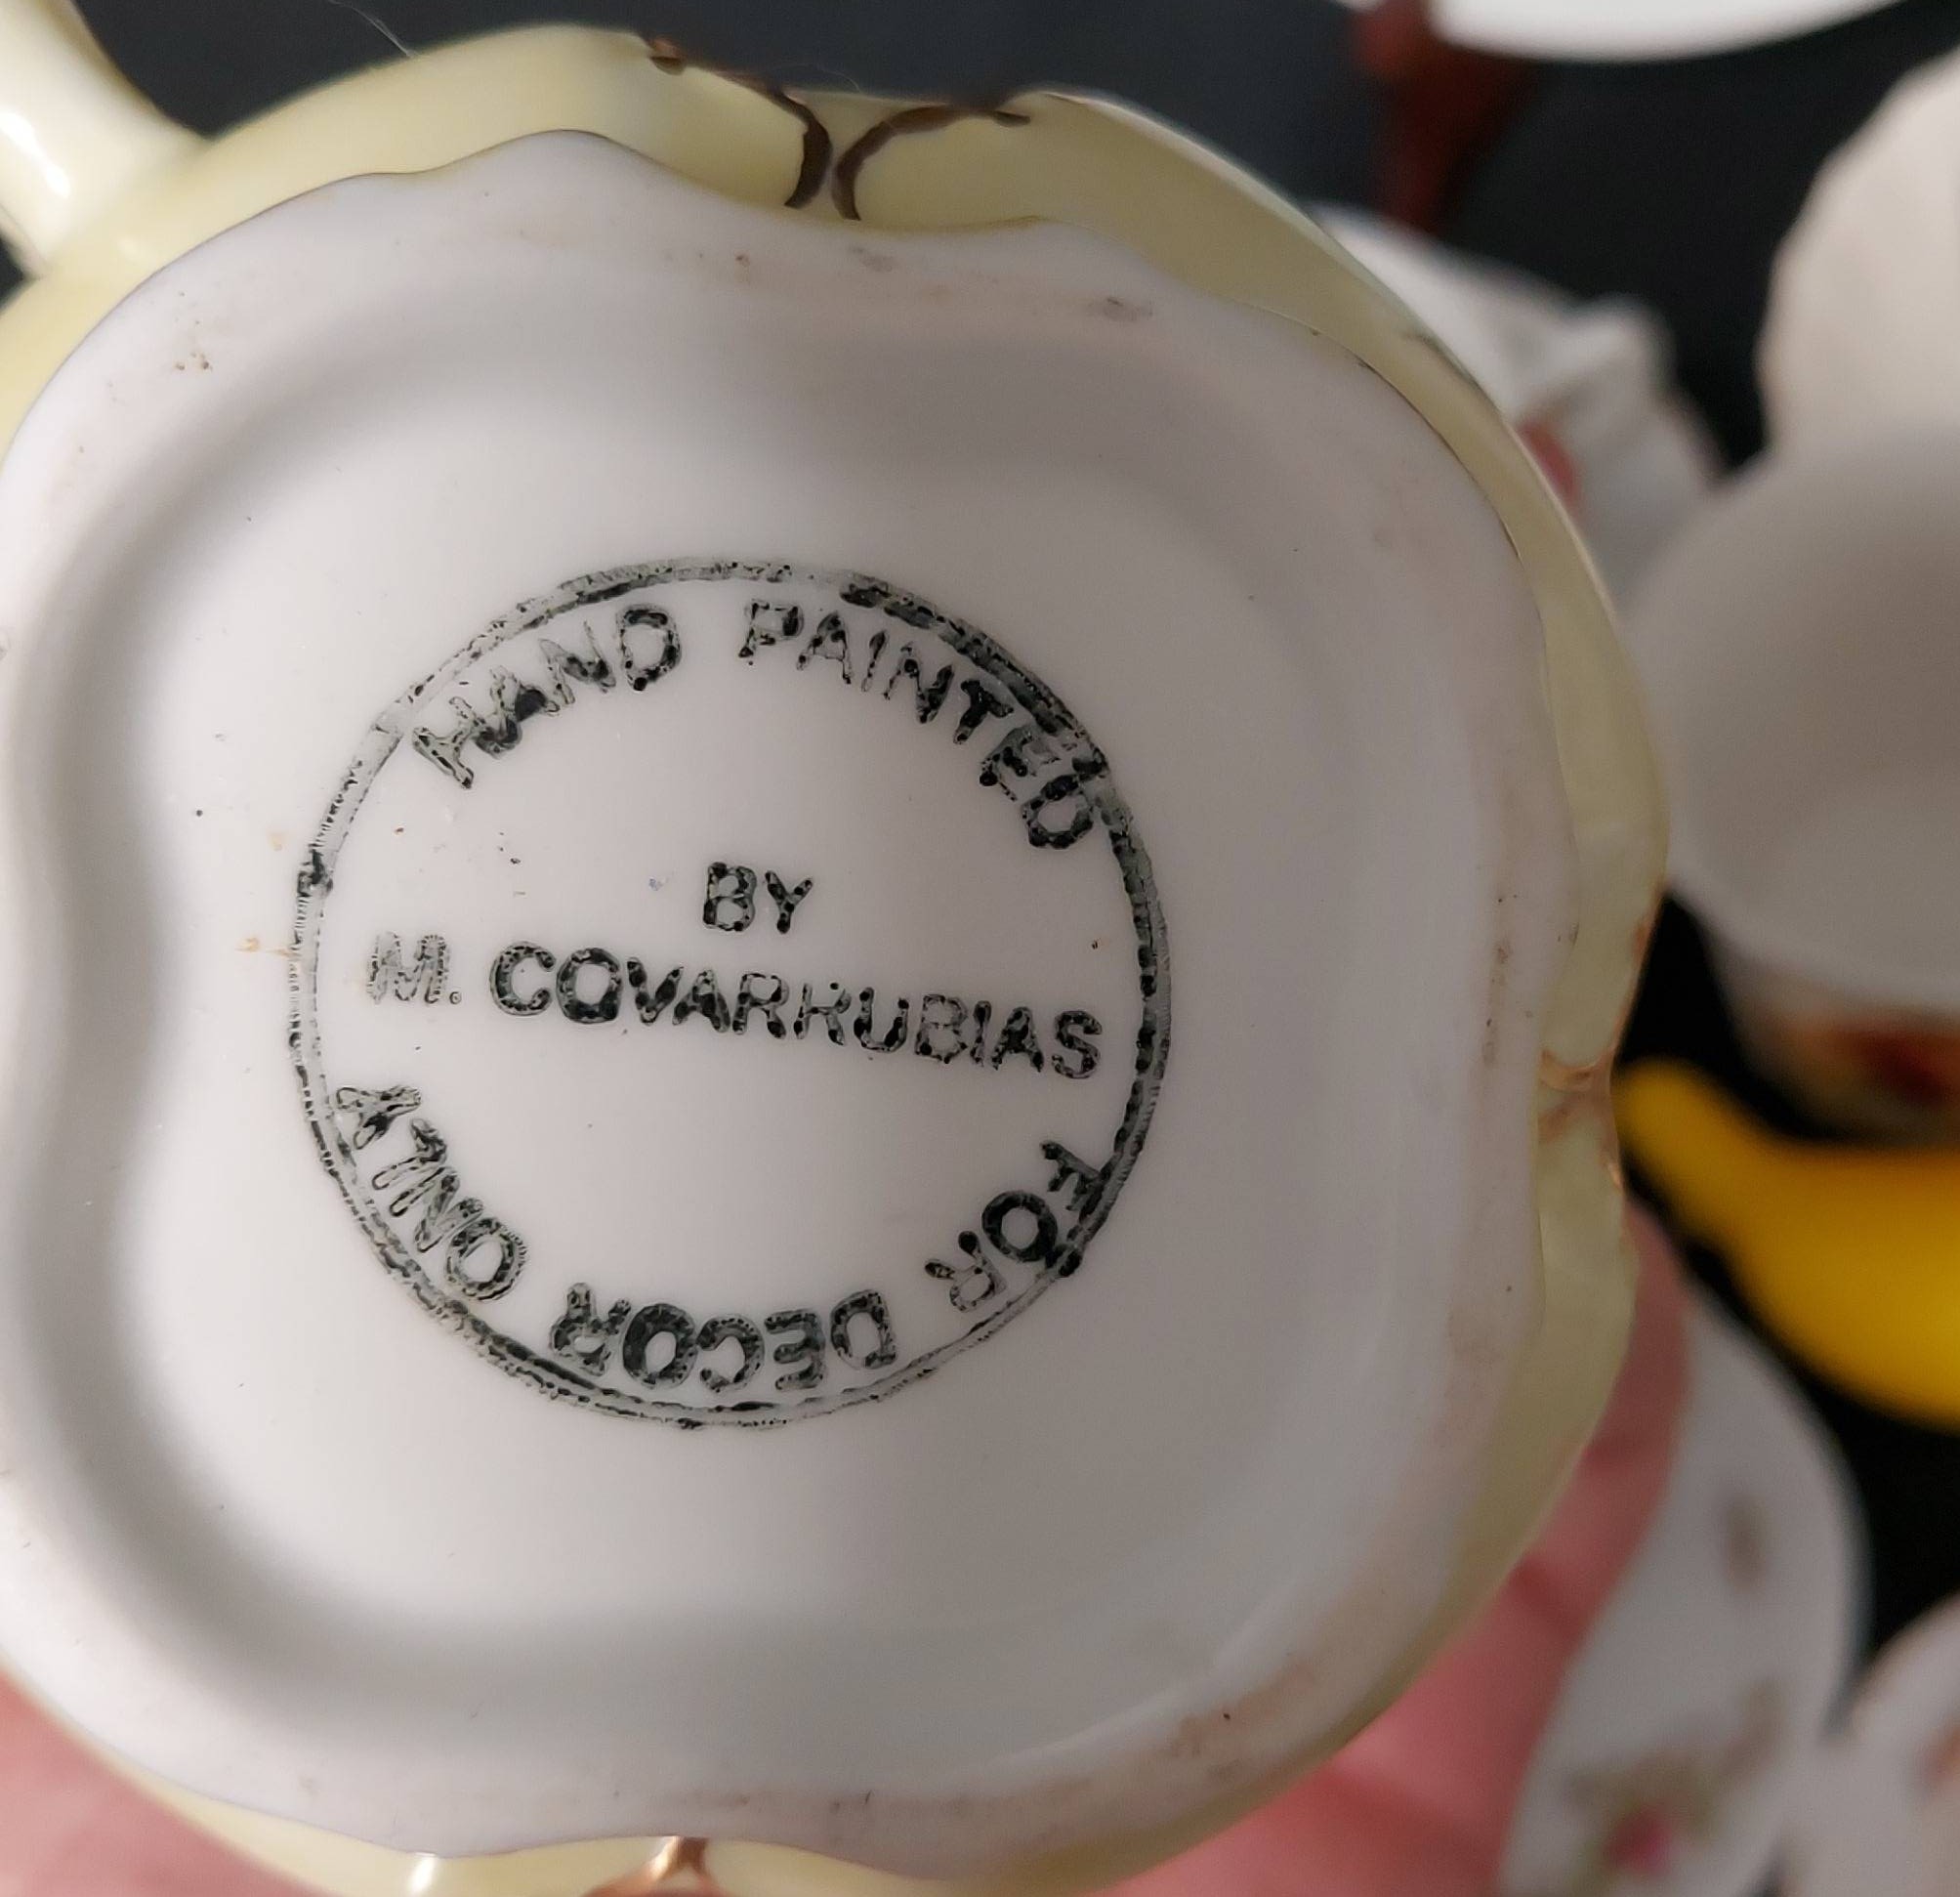 HAND PAINTED
BY
M. COVARRUBIAS
FOR DECOR ONLY